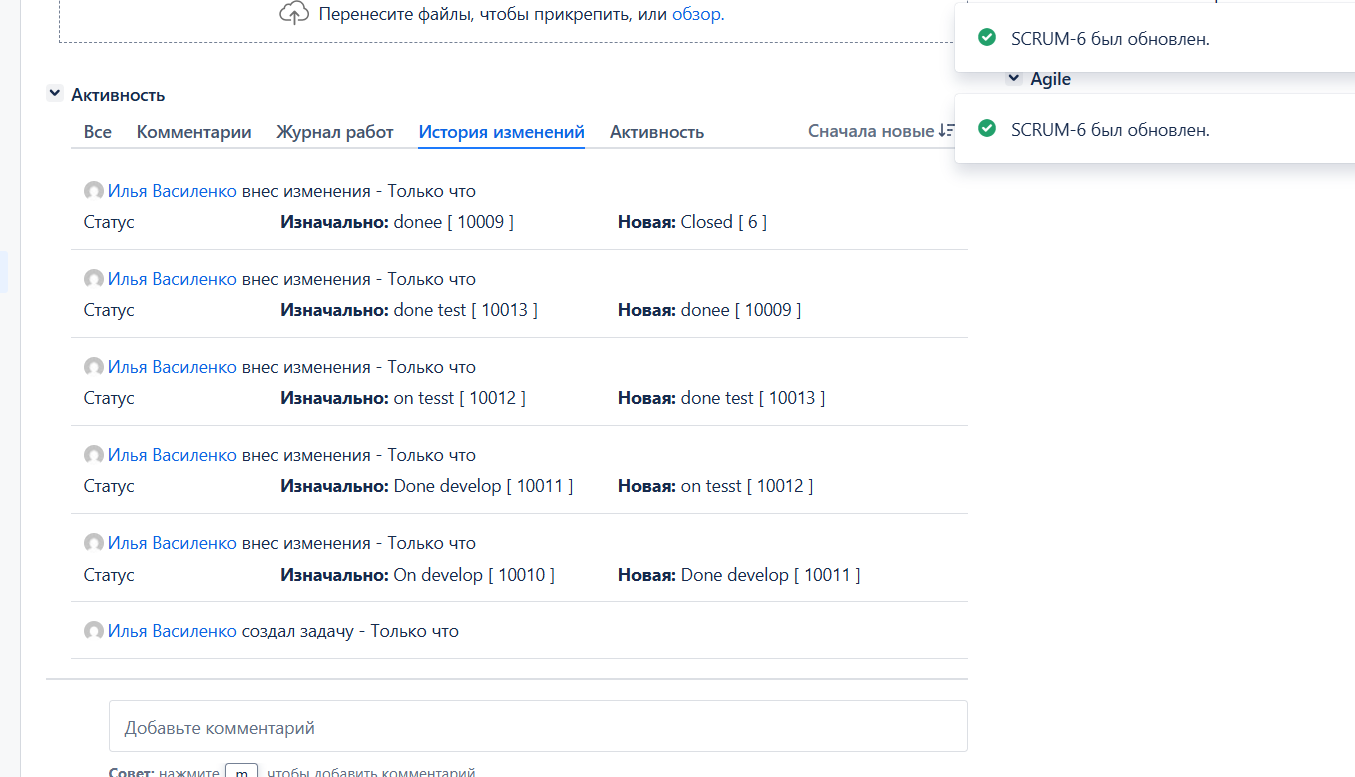 Перенесите файлы, чтобы прикрепить, или обзор.
SCRUM-6 был обновлен.
Agile
SCRUM-6 был обновлен.
Активность
Все Комментарии Журнал работ История изменений Активность Сначала новые
Илья Василенко внес изменения - Только что
Статус Изначально: donee [ 10009 ] Новая: Closed [ 6 ]
Илья Василенко внес изменения - Только что
Статус Изначально: done test [ 10013 ] Новая: donee [ 10009 ]
Илья Василенко внес изменения - Только что
Статус Изначально: on tesst [ 10012 ] Новая: done test [ 10013 ]
Илья Василенко внес изменения - Только что
Статус Изначально: Done develop [ 10011 ] Новая: on tesst [ 10012 ]
Илья Василенко внес изменения - Только что
Статус Изначально: On develop [ 10010 ] Новая: Done develop [ 10011 ]
Илья Василенко создал задачу - Только что
Добавьте комментарий
Совет: нажмите m чтобы добавить комментарий